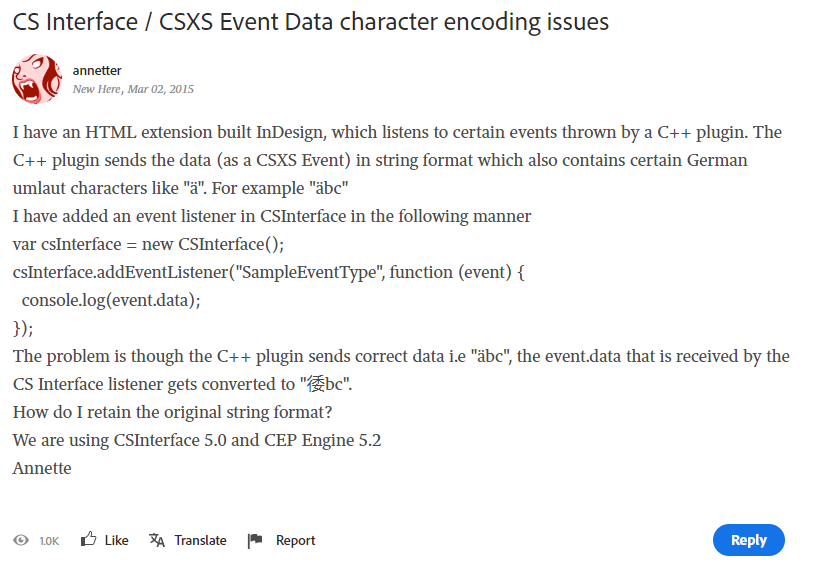 CS Interface / CSXS Event Data character encoding issues
annetter
New Here, Mar 02, 2015
I have an HTML extension built InDesign, which listens to certain events thrown by a C++ plugin. The
C++ plugin sends the data (as a CSXS Event) in string format which also contains certain German
umlaut characters like "ä". For example "äbc"
I have added an event listener in CSInterface in the following manner
var csInterface = new CSInterface();
csInterface.addEventListener("SampleEventType", function (event) {
console.log(event.data);
});
The problem is though the C++ plugin sends correct data i.e "äbc", the event.data that is received by the
CS Interface listener gets converted to "㣲bc".
How do I retain the original string format?
We are using CSInterface 5.0 and CEP Engine 5.2
Annette
1.0K Like Translate Report Reply